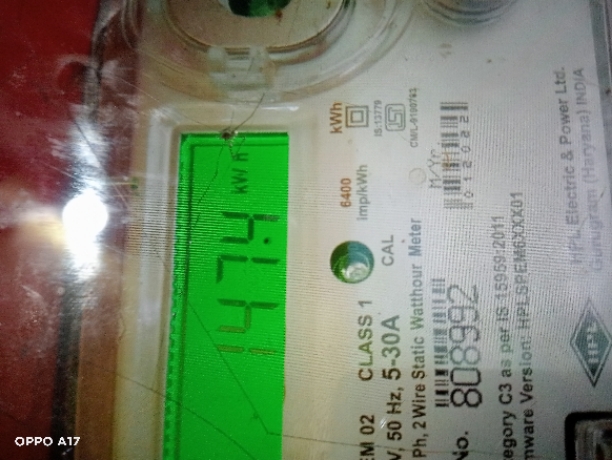 147.4 kWh
kWh
6400
imp/kWh
IS:13779
CAL
EM 02 CLASS 1
V, 50 Hz, 5-30A
Ph, 2 Wire Static Watthour Meter
M/Yr
No. 808992
egory C3 as per IS 15959:2011
mware Version: HPLSPEM6XXX01
HPL Electric & Power Ltd.
Gurugram (Haryana) INDIA
HPL
OPPO A17